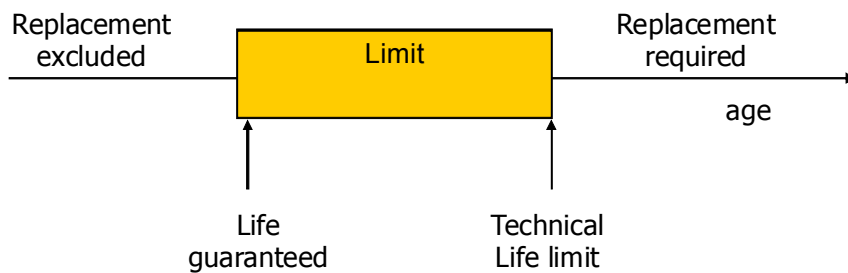 Replacement
excluded
Limit
Replacement
required
age
Life
guaranteed
Technical
Life limit